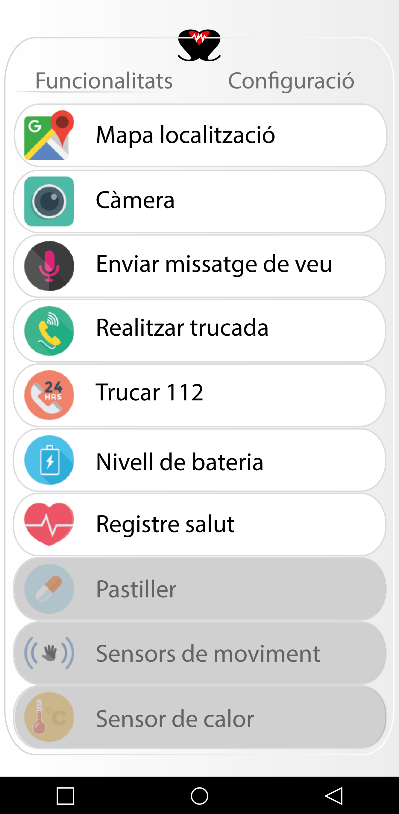 Funcionalitats Configuració
G
Mapa localització
Càmera
Enviar missatge de veu
Realitzar trucada
24
HRS
Trucar 112
Nivell de bateria
Registre salut
Pastiller
Sensors de moviment
°C
Sensor de calor